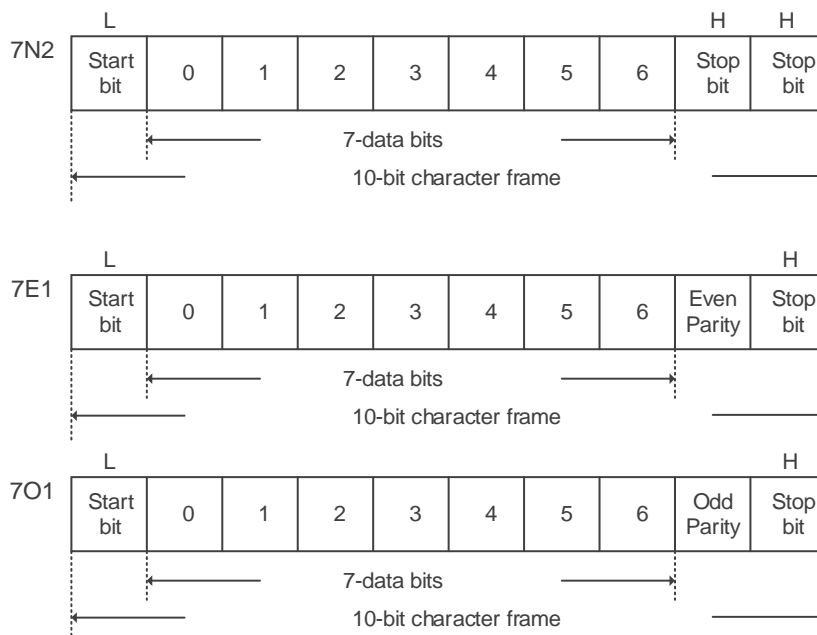 L H H
7N2 Start bit 0 1 2 3 4 5 6 Stop bit Stop bit
7-data bits
10-bit character frame
L H
7E1 Start bit 0 1 2 3 4 5 6 Even Parity Stop bit
7-data bits
10-bit character frame
L H
7O1 Start bit 0 1 2 3 4 5 6 Odd Parity Stop bit
7-data bits
10-bit character frame